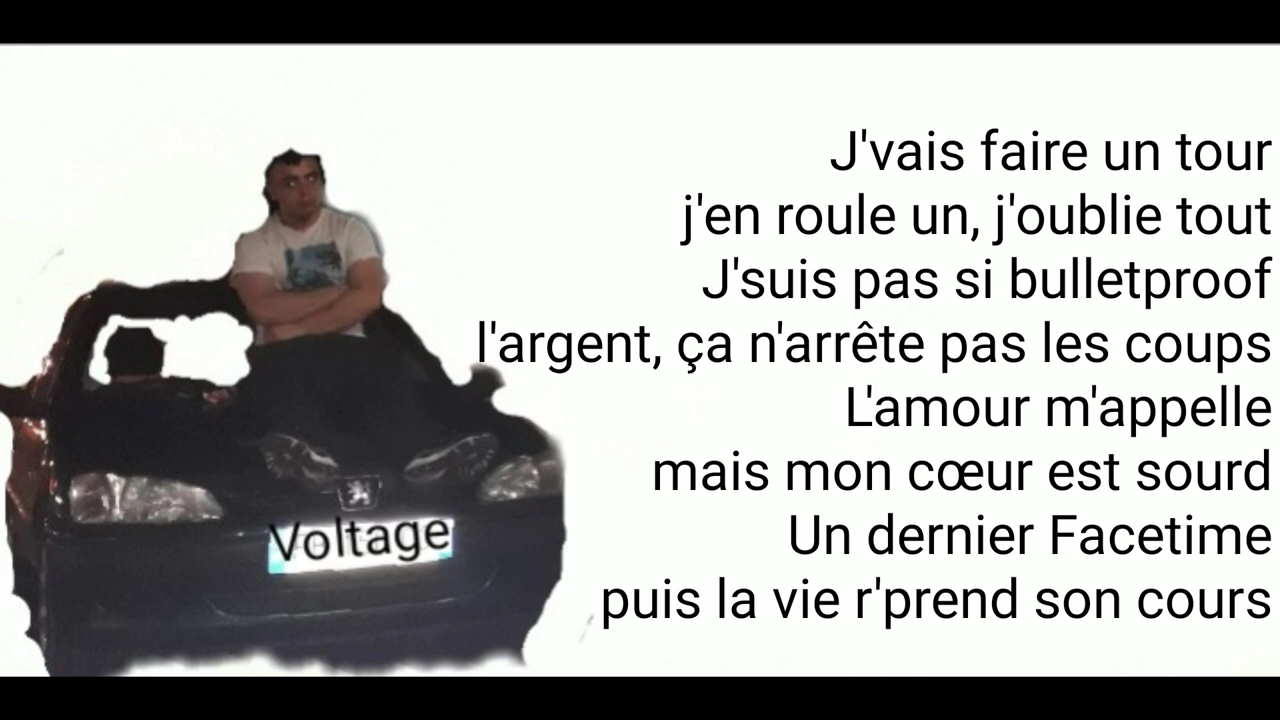 J'vais faire un tour
j'en roule un, j'oublie tout
J'suis pas si bulletproof
l'argent, ça n'arrête pas les coups
L'amour m'appelle
mais mon cœur est sourd
Un dernier Facetime
puis la vie r'prend son cours
Voltage